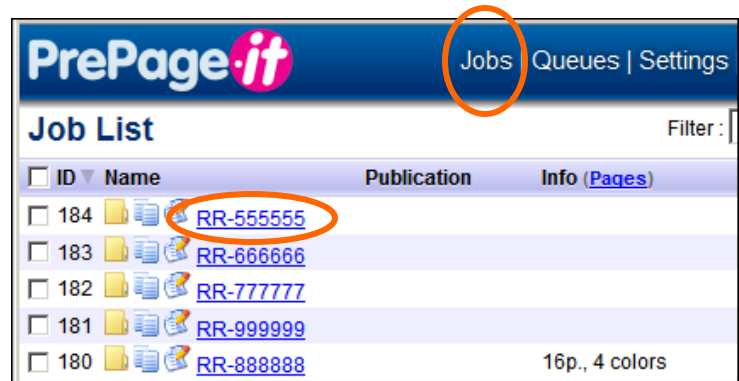 PrePage·it Jobs | Queues | Settings
Job List Filter :
ID Name Publication Info (Pages)
184 RR-555555
183 RR-666666
182 RR-777777
181 RR-999999
180 RR-888888 16p., 4 colors